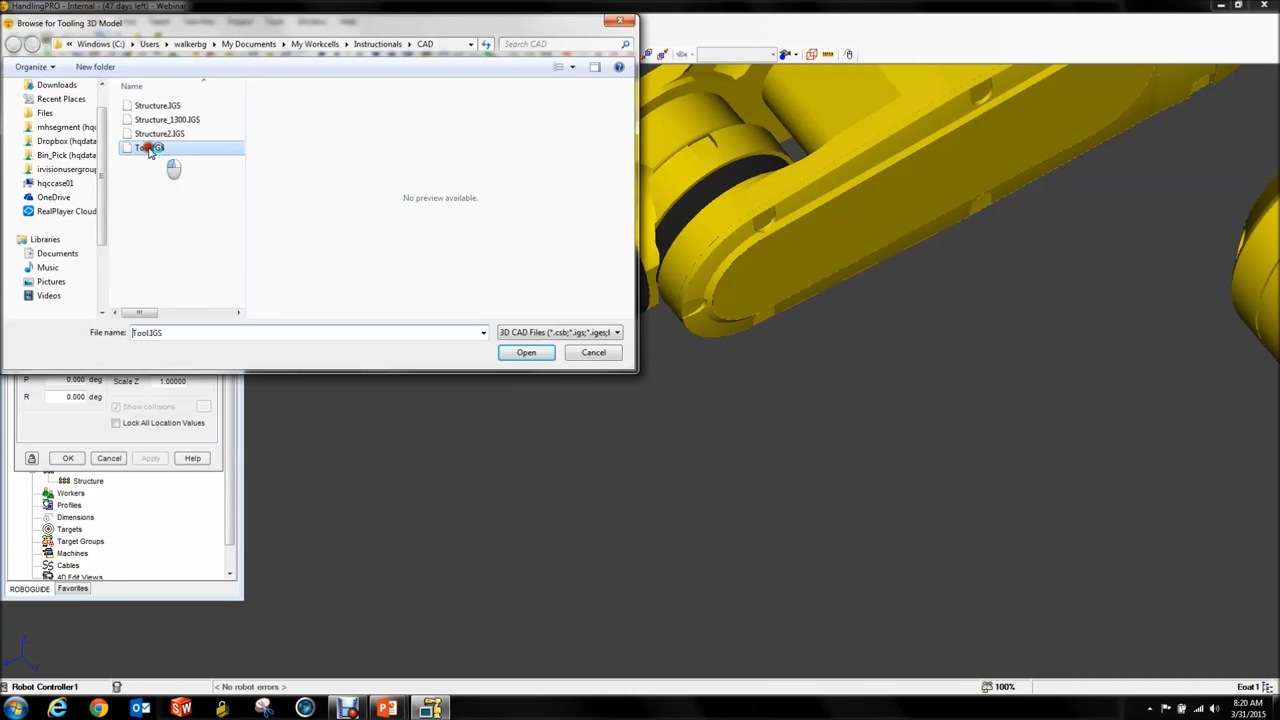 HandlingPRO - Internal - (47 days left) - Webinar
Browse for Tooling 3D Model
Windows (C:) Users walkerbg My Documents My Workcells Instructionals CAD
Search CAD
Organize New folder
Name
Downloads
Recent Places
Files
mhsegment (hqc
Dropbox (hqdata
Bin_Pick (hqdata
irvisionusergroup
hqccase01
OneDrive
RealPlayer Cloud
Libraries
Documents
Music
Pictures
Videos
Structure.IGS
Structure_1300.IGS
Structure2.IGS
No preview available.
File name: Tool.IGS
3D CAD Files (*.csb;*.igs;*.iges;I
Open Cancel
P 0.000 deg Scale Z 1.00000
R 0.000 deg
Show collisions
Lock All Location Values
OK Cancel Apply Help
Structure
Workers
Profiles
Dimensions
Targets
Target Groups
Machines
Cables
4D Edit Views
ROBOGUIDE Favorites
Z
Robot Controller1
< No robot errors >
100%
Eoat1
8:20 AM
3/31/2015